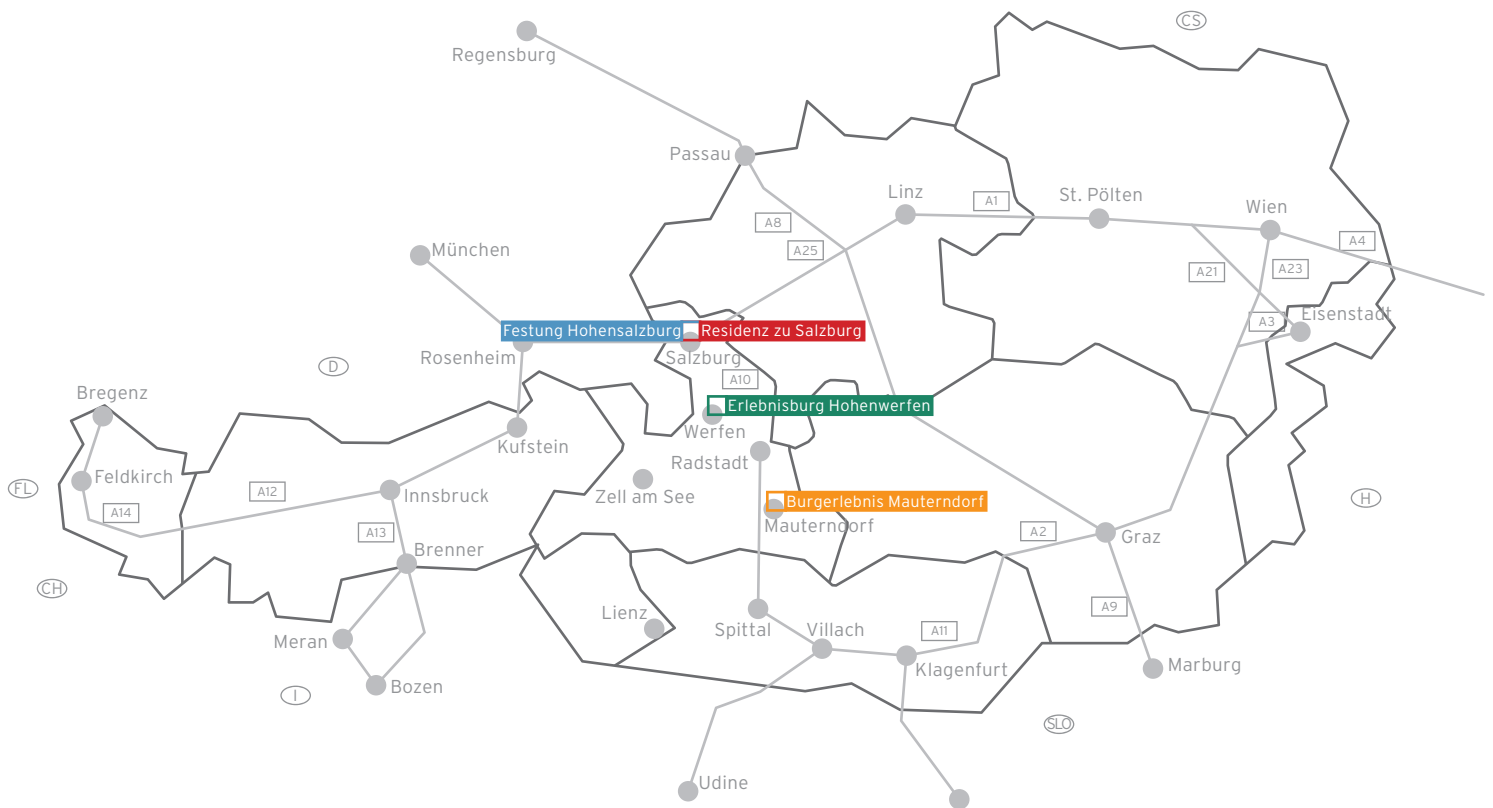 CS
Regensburg
Passau
Linz
A1
St. Pölten
Wien
A8
A25
A4
München
A21
A23
Eisenstadt
A3
Festung Hohensalzburg
Residenz zu Salzburg
Rosenheim
Salzburg
D
A10
Bregenz
Erlebnisburg Hohenwerfen
Werfen
Kufstein
Radstadt
Feldkirch
FL
A12
Innsbruck
Zell am See
H
A14
Burgerlebnis Mauterndorf
Mauterndorf
A13
A2
Graz
Brenner
CH
Lienz
A9
Spittal
Villach
A11
Meran
Klagenfurt
Marburg
Bozen
I
SLO
Udine